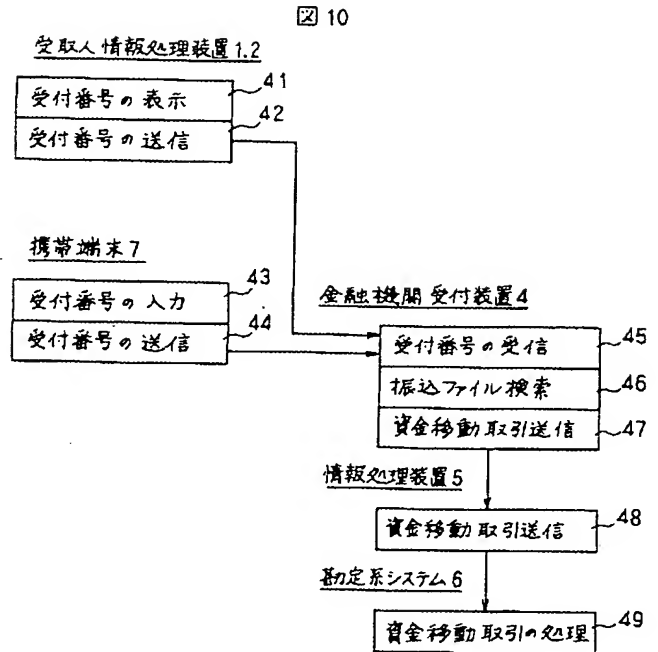 図 10
受取人情報処理装置1.2
受付番号の表示
41
受付番号の送信
42
携帯端末7
受付番号の入力
43
受付番号の送信
44
金融機関受付装置4
受付番号の受信
45
振込ファイル検索
46
資金移動取引送信
47
情報処理装置5
資金移動取引送信
48
勘定系システム6
資金移動取引の処理
49